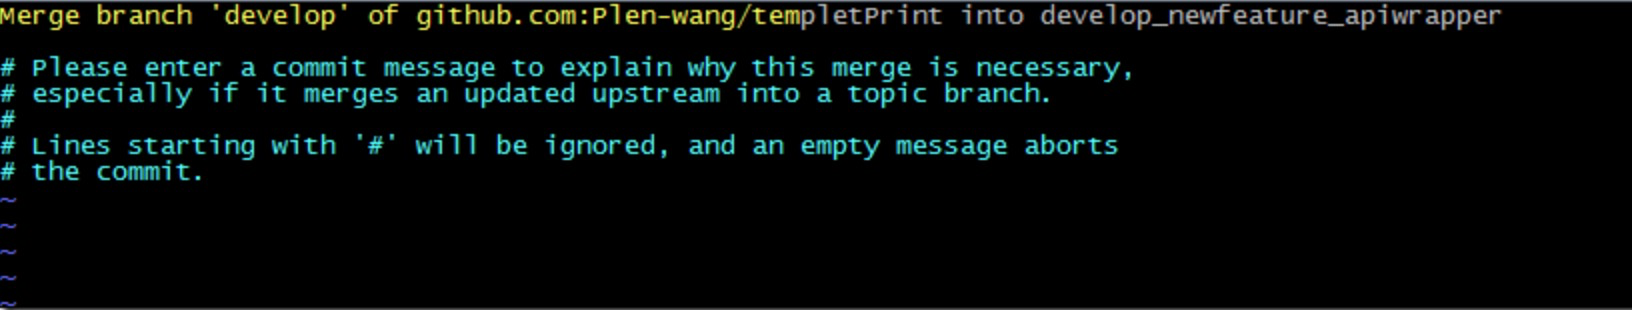 Merge branch 'develop' of github.com:Plen-wang/templetPrint into develop_newfeature_apiwrapper
# Please enter a commit message to explain why this merge is necessary,
# especially if it merges an updated upstream into a topic branch.
#
# Lines starting with '#' will be ignored, and an empty message aborts
# the commit.
~
~
~
~
~